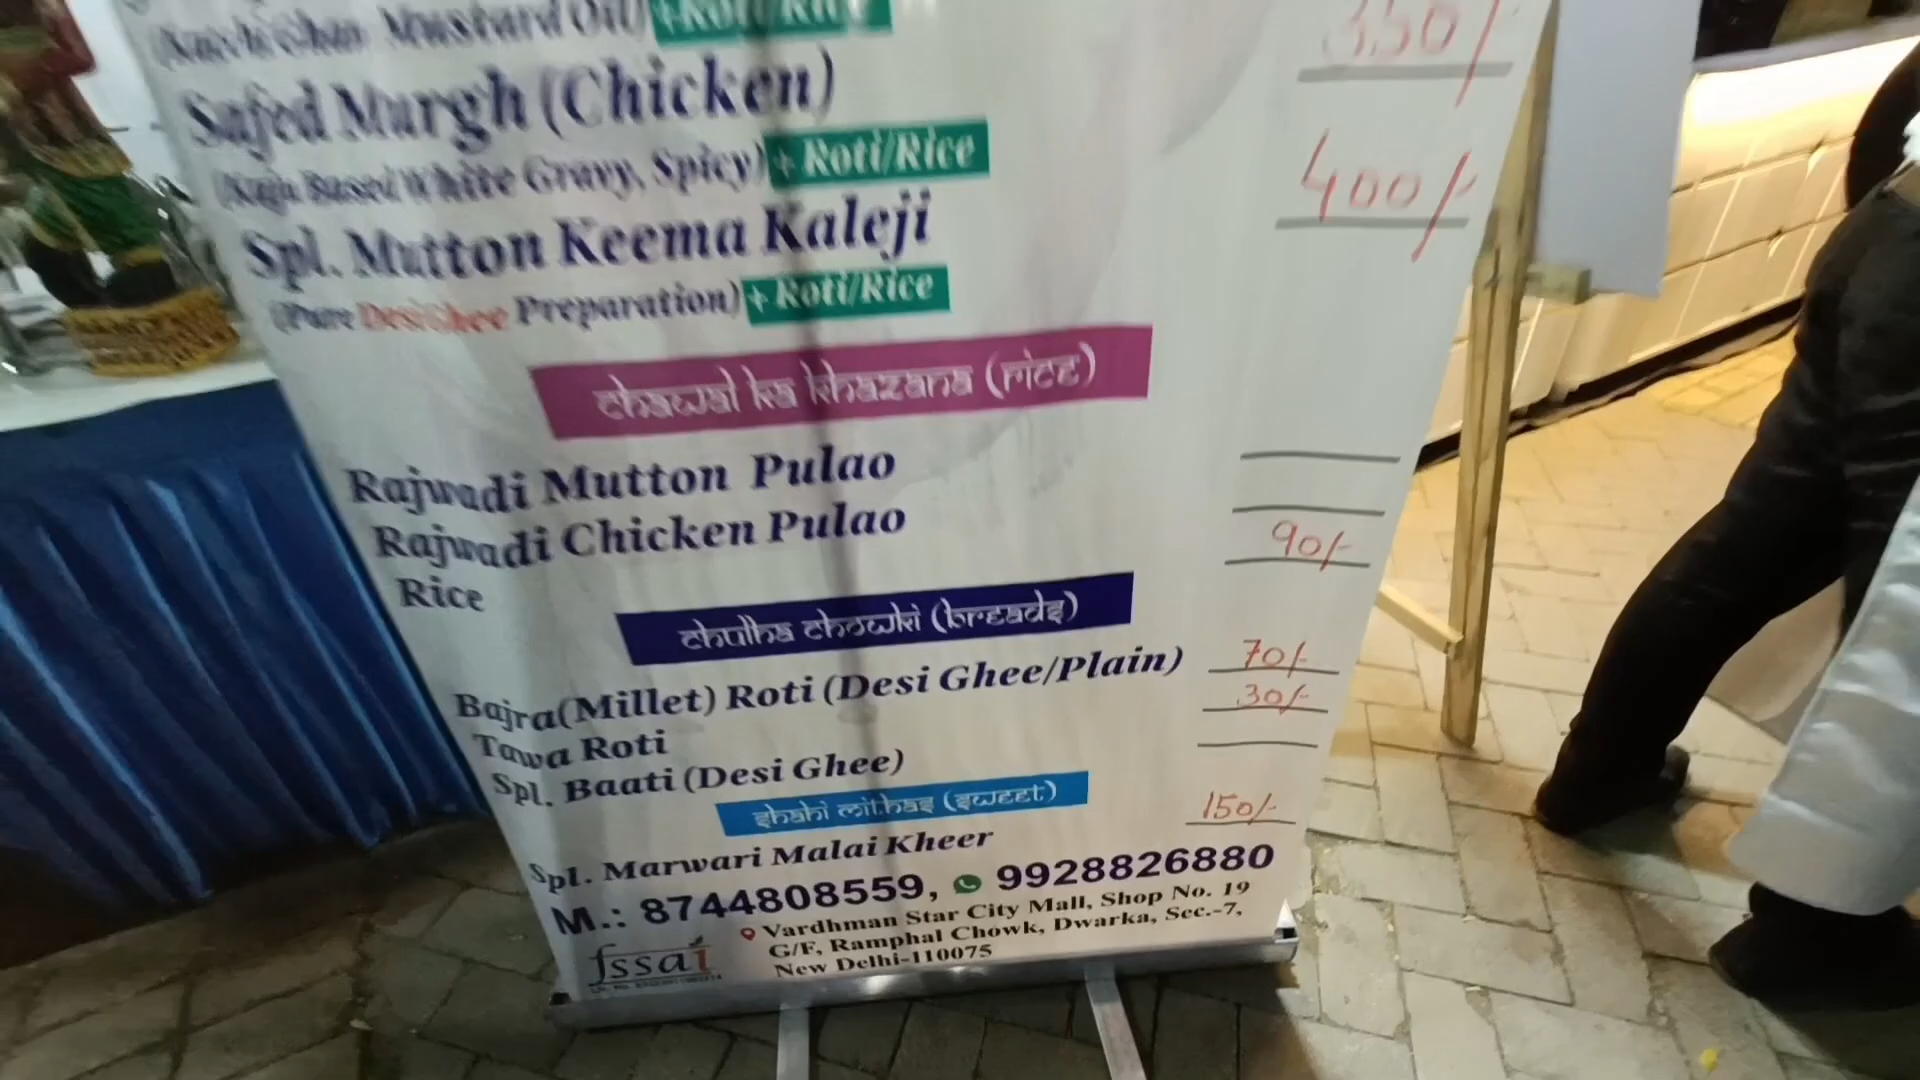 Mustard Oil) +Roti/Rice
350/-
Safed Murgh (Chicken)
(Kaju Based White Gravy, Spicy) + Roti/Rice
400/-
Spl. Mutton Keema Kaleji
(Pure Desi Ghee Preparation) + Roti/Rice
chawal ka khazana (rice)
Rajwadi Mutton Pulao
Rajwadi Chicken Pulao
Rice 90/-
chulha chowki (breads)
Bajra(Millet) Roti (Desi Ghee/Plain) 70/-
Tawa Roti 30/-
Spl. Baati (Desi Ghee)
shahi mithas (sweet)
Spl. Marwari Malai Kheer 150/-
M.: 8744808559, 9928826880
Vardhman Star City Mall, Shop No. 19
G/F, Ramphal Chowk, Dwarka, Sec.-7,
New Delhi-110075
fssai